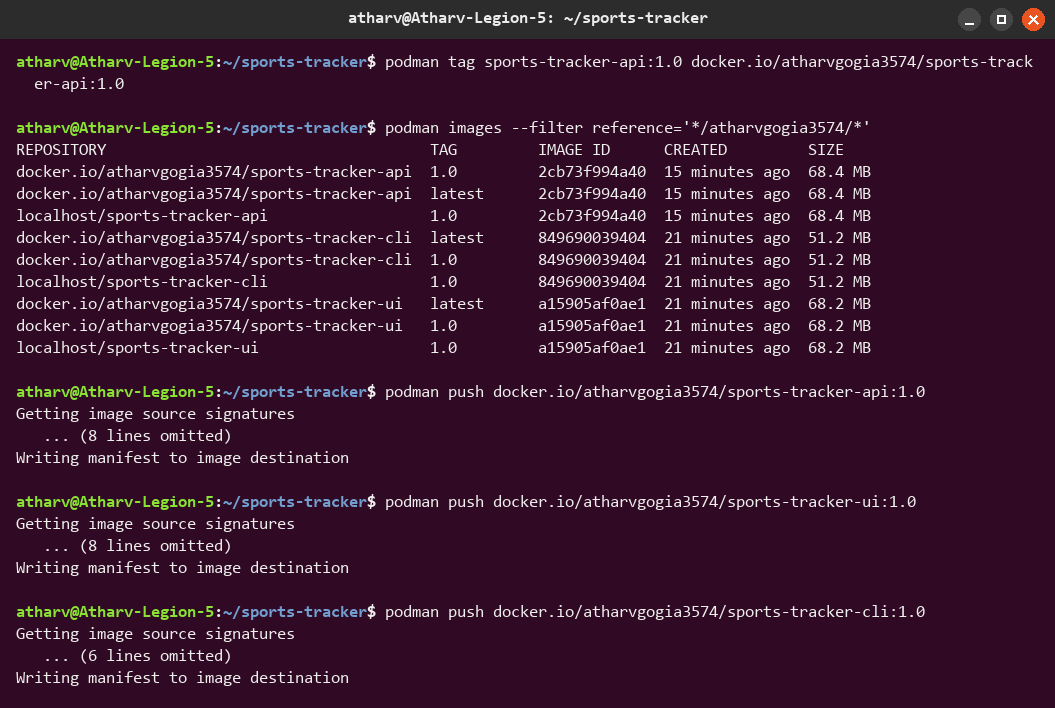 atharv@Atharv-Legion-5: ~/sports-tracker
atharv@Atharv-Legion-5:~/sports-tracker$ podman tag sports-tracker-api:1.0 docker.io/atharvgogia3574/sports-track
er-api:1.0
atharv@Atharv-Legion-5:~/sports-tracker$ podman images --filter reference='*/atharvgogia3574/*'
REPOSITORY TAG IMAGE ID CREATED SIZE
docker.io/atharvgogia3574/sports-tracker-api 1.0 2cb73f994a40 15 minutes ago 68.4 MB
docker.io/atharvgogia3574/sports-tracker-api latest 2cb73f994a40 15 minutes ago 68.4 MB
localhost/sports-tracker-api 1.0 2cb73f994a40 15 minutes ago 68.4 MB
docker.io/atharvgogia3574/sports-tracker-cli latest 849690039404 21 minutes ago 51.2 MB
docker.io/atharvgogia3574/sports-tracker-cli 1.0 849690039404 21 minutes ago 51.2 MB
localhost/sports-tracker-cli 1.0 849690039404 21 minutes ago 51.2 MB
docker.io/atharvgogia3574/sports-tracker-ui latest a15905af0ae1 21 minutes ago 68.2 MB
docker.io/atharvgogia3574/sports-tracker-ui 1.0 a15905af0ae1 21 minutes ago 68.2 MB
localhost/sports-tracker-ui 1.0 a15905af0ae1 21 minutes ago 68.2 MB
atharv@Atharv-Legion-5:~/sports-tracker$ podman push docker.io/atharvgogia3574/sports-tracker-api:1.0
Getting image source signatures
... (8 lines omitted)
Writing manifest to image destination
atharv@Atharv-Legion-5:~/sports-tracker$ podman push docker.io/atharvgogia3574/sports-tracker-ui:1.0
Getting image source signatures
... (8 lines omitted)
Writing manifest to image destination
atharv@Atharv-Legion-5:~/sports-tracker$ podman push docker.io/atharvgogia3574/sports-tracker-cli:1.0
Getting image source signatures
... (6 lines omitted)
Writing manifest to image destination